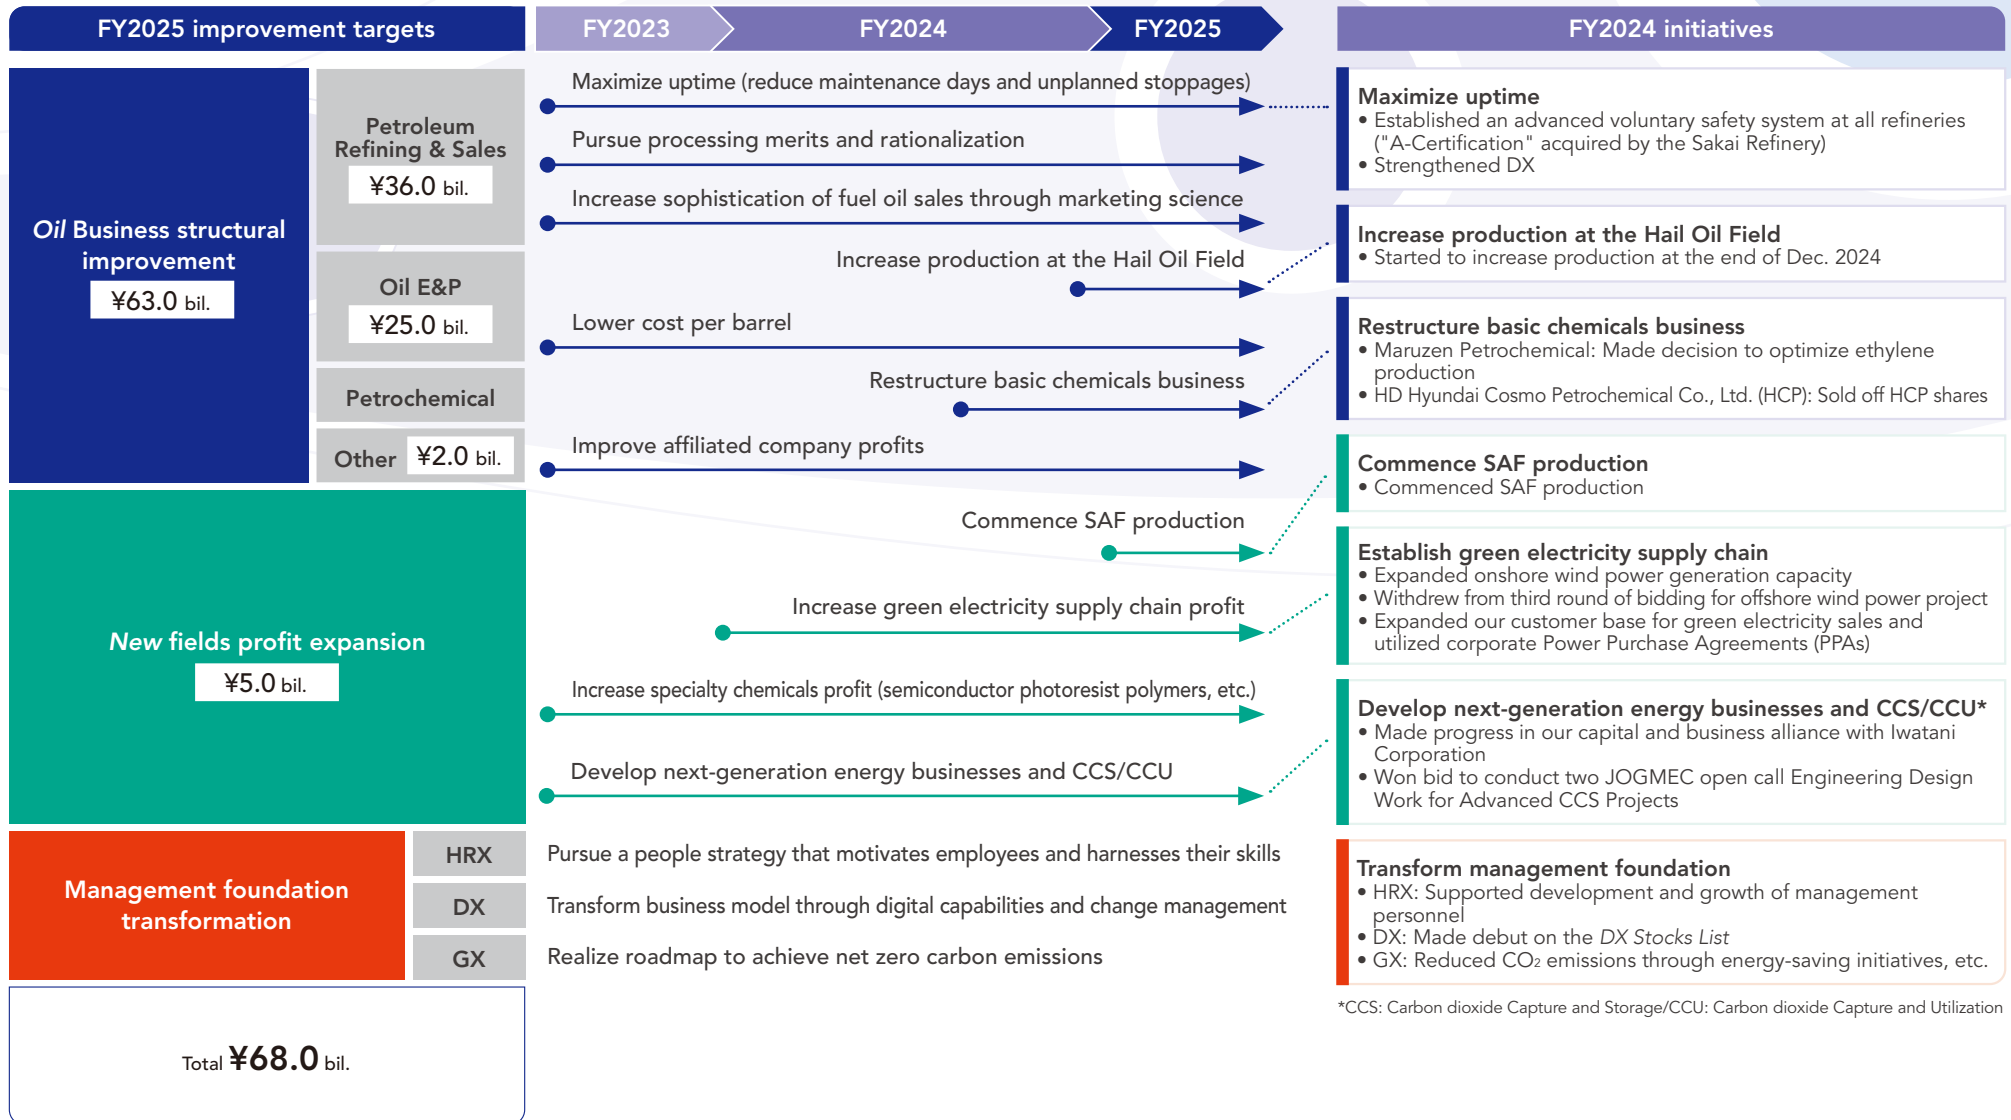 FY2025 improvement targets
FY2023
FY2024
FY2025
FY2024 initiatives
Oil Business structural
improvement
¥63.0 bil.
Petroleum
Refining & Sales
¥36.0 bil.
Oil E&P
¥25.0 bil.
Petrochemical
Other ¥2.0 bil.
Maximize uptime (reduce maintenance days and unplanned stoppages)
Pursue processing merits and rationalization
Increase sophistication of fuel oil sales through marketing science
Increase production at the Hail Oil Field
Lower cost per barrel
Restructure basic chemicals business
Improve affiliated company profits
Maximize uptime
• Established an advanced voluntary safety system at all refineries
("A-Certification" acquired by the Sakai Refinery)
• Strengthened DX
Increase production at the Hail Oil Field
• Started to increase production at the end of Dec. 2024
Restructure basic chemicals business
• Maruzen Petrochemical: Made decision to optimize ethylene
production
• HD Hyundai Cosmo Petrochemical Co., Ltd. (HCP): Sold off HCP shares
New fields profit expansion
¥5.0 bil.
Commence SAF production
Increase green electricity supply chain profit
Increase specialty chemicals profit (semiconductor photoresist polymers, etc.)
Develop next-generation energy businesses and CCS/CCU
Commence SAF production
• Commenced SAF production
Establish green electricity supply chain
• Expanded onshore wind power generation capacity
• Withdrew from third round of bidding for offshore wind power project
• Expanded our customer base for green electricity sales and
utilized corporate Power Purchase Agreements (PPAs)
Develop next-generation energy businesses and CCS/CCU*
• Made progress in our capital and business alliance with Iwatani
Corporation
• Won bid to conduct two JOGMEC open call Engineering Design
Work for Advanced CCS Projects
Management foundation
transformation
HRX
Pursue a people strategy that motivates employees and harnesses their skills
DX
Transform business model through digital capabilities and change management
GX
Realize roadmap to achieve net zero carbon emissions
Transform management foundation
• HRX: Supported development and growth of management
personnel
• DX: Made debut on the DX Stocks List
• GX: Reduced CO₂ emissions through energy-saving initiatives, etc.
*CCS: Carbon dioxide Capture and Storage/CCU: Carbon dioxide Capture and Utilization
Total ¥68.0 bil.